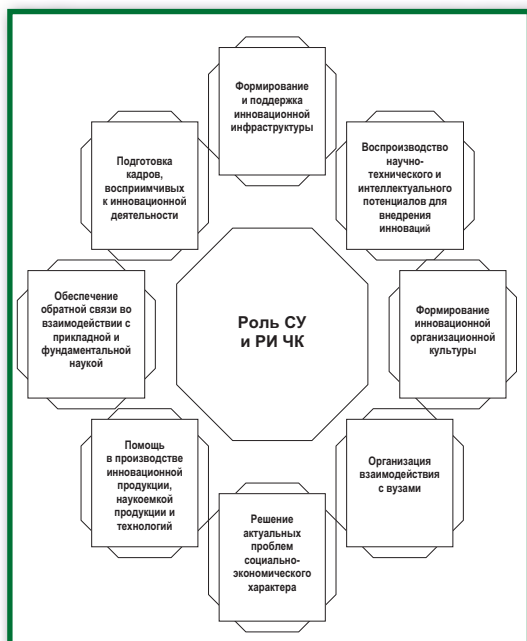 Формирование
и поддержка
инновационной
инфраструктуры
Воспроизводство
научно-
технического и
интеллектуального
потенциалов для
внедрения
инноваций
Формирование
инновационной
организационной
культуры
Организация
взаимодействия
с вузами
Решение
актуальных
проблем
социально-
экономического
характера
Помощь
в производстве
инновационной
продукции,
наукоемкой
продукции и
технологий
Обеспечение
обратной связи во
взаимодействии с
прикладной и
фундаментальной
наукой
Подготовка
кадров,
восприимчивых
к инновационной
деятельности
Роль СУ
и РИ ЧК